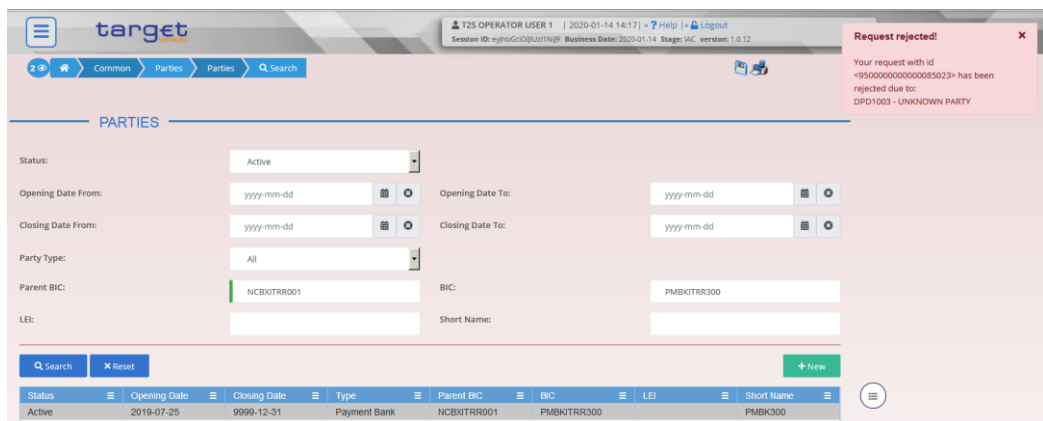 target
SERVICES
T2S OPERATOR USER 1 | 2020-01-14 14:17 | » ? Help | » Logout
Session ID: eyJhbGciOiJIUzI1NiJ9 Business Date: 2020-01-14 Stage: IAC version: 1.0.12
Request rejected! ×
Your request with id
<9500000000000085023> has been
rejected due to:
DPD1003 - UNKNOWN PARTY
2 Common Parties Parties Search
PARTIES
Status: Active
Opening Date From: yyyy-mm-dd Opening Date To: yyyy-mm-dd
Closing Date From: yyyy-mm-dd Closing Date To: yyyy-mm-dd
Party Type: All
Parent BIC: NCBXITRR001 BIC: PMBKITRR300
LEI: Short Name:
Search × Reset + New
Status Opening Date Closing Date Type Parent BIC BIC LEI Short Name
Active 2019-07-25 9999-12-31 Payment Bank NCBXITRR001 PMBKITRR300 PMBK300